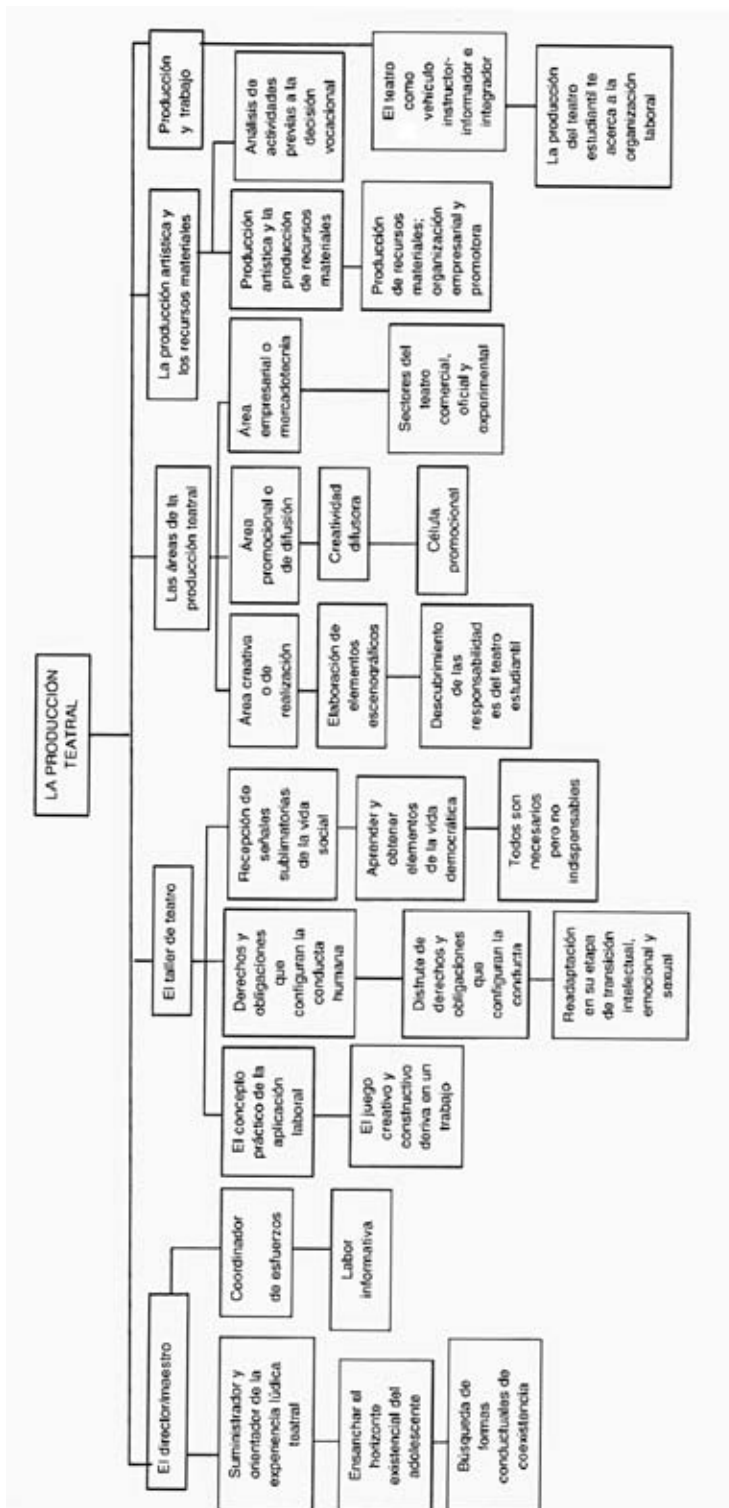 LA PRODUCCIÓN
TEATRAL
El director/maestro
El taller de teatro
Las áreas de la
producción teatral
La producción artística y
los recursos materiales
Producción
y trabajo
Suministrador y
orientador de la
experiencia lúdica
teatral
Ensanchar el
horizonte
existencial del
adolescente
Búsqueda de
formas
conductuales de
coexistencia
Coordinador
de esfuerzos
Labor
informativa
El concepto
práctico de la
aplicación
laboral
El juego
creativo y
constructivo
deriva en un
trabajo
Derechos y
obligaciones
que
configuran la
conducta
humana
Disfrute de
derechos y
obligaciones
que
configuran la
conducta
Readaptación
en su etapa
de transición
intelectual,
emocional y
sexual
Recepción de
señales
sublimatorias
de la vida
social
Aprender y
obtener
elementos
de la vida
democrática
Todos son
necesarios
pero no
indispensables
Área creativa
o de
realización
Elaboración de
elementos
escenográficos
Descubrimiento
de las
responsabilidad
es del teatro
estudiantil
Área
promocional o
de difusión
Creatividad
difusora
Célula
promocional
Área
empresarial o
mercadotecnia
Sectores del
teatro
comercial,
oficial y
experimental
Producción
artística y la
producción
de recursos
materiales
Producción
de recursos
materiales;
organización
empresarial y
promotora
Análisis de
actividades
previas a la
decisión
vocacional
El teatro
como
vehículo
instructor-
informador e
integrador
La producción
del teatro
estudiantil te
acerca a la
organización
laboral